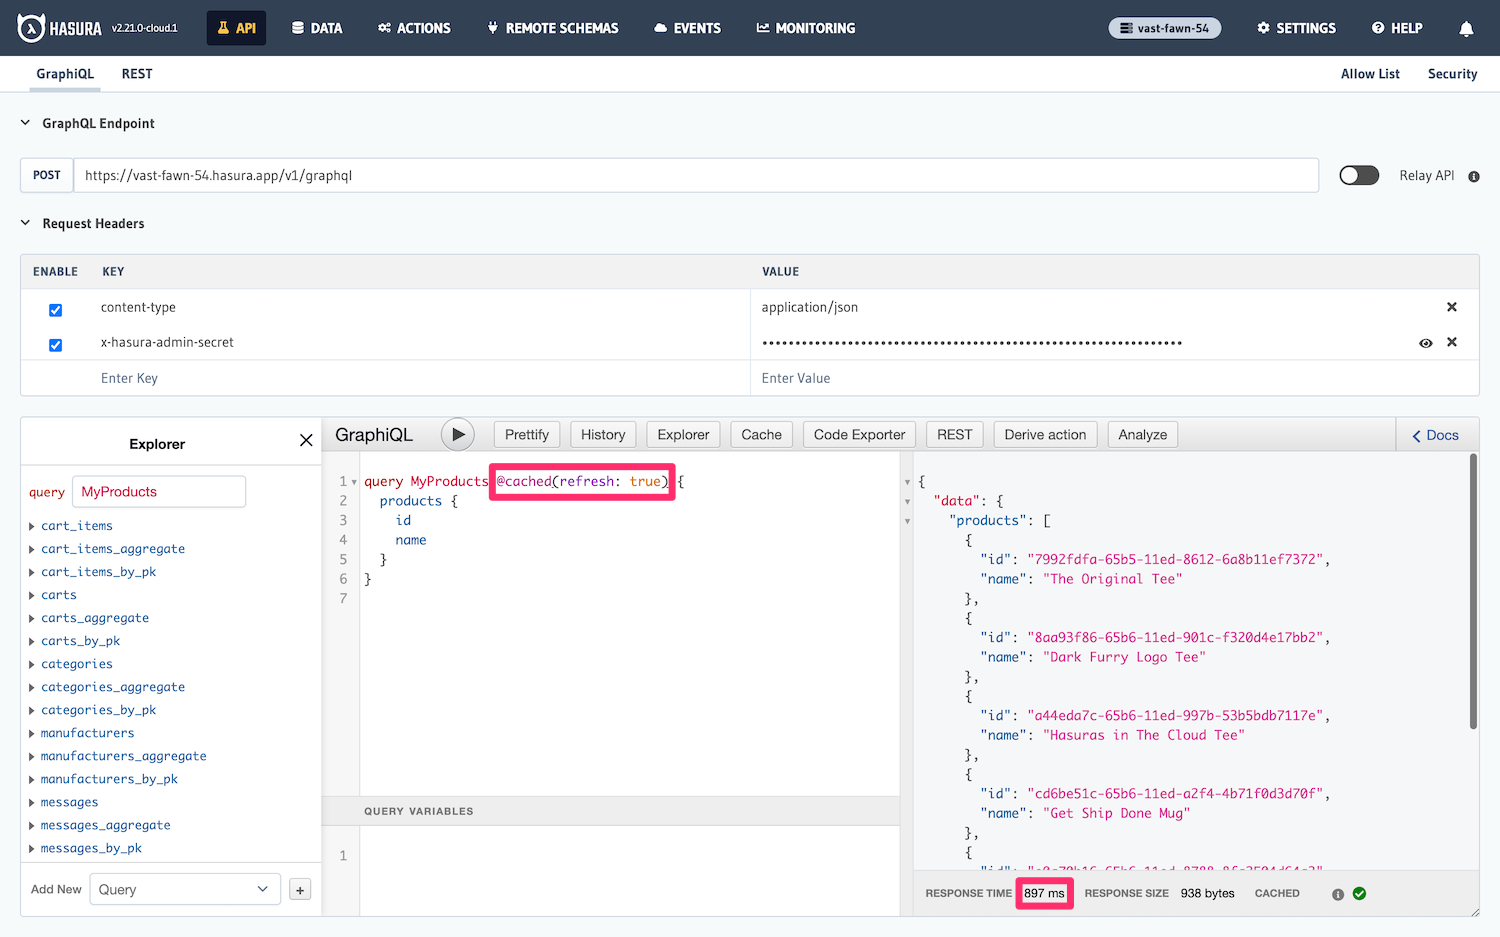 HASURA v2.21.0-cloud.1 API DATA ACTIONS REMOTE SCHEMAS EVENTS MONITORING vast-fawn-54 SETTINGS HELP
GraphiQL REST Allow List Security
GraphQL Endpoint
POST https://vast-fawn-54.hasura.app/v1/graphql Relay API
Request Headers
ENABLE KEY VALUE
content-type application/json
x-hasura-admin-secret ••••••••••••••••••••••••••••••••••••••••••••••••••••••••••••••••
Enter Key Enter Value
Explorer
query MyProducts
cart_items
cart_items_aggregate
cart_items_by_pk
carts
carts_aggregate
carts_by_pk
categories
categories_aggregate
categories_by_pk
manufacturers
manufacturers_aggregate
manufacturers_by_pk
messages
messages_aggregate
messages_by_pk
Add New Query +
GraphiQL Prettify History Explorer Cache Code Exporter REST Derive action Analyze Docs
1 query MyProducts @cached(refresh: true) {
2 products {
3 id
4 name
5 }
6 }
7
QUERY VARIABLES
1
{
"data": {
"products": [
{
"id": "7992fdfa-65b5-11ed-8612-6a8b11ef7372",
"name": "The Original Tee"
},
{
"id": "8aa93f86-65b6-11ed-901c-f320d4e17bb2",
"name": "Dark Furry Logo Tee"
},
{
"id": "a44eda7c-65b6-11ed-997b-53b5bdb7117e",
"name": "Hasuras in The Cloud Tee"
},
{
"id": "cd6be51c-65b6-11ed-a2f4-4b71f0d3d70f",
"name": "Get Ship Done Mug"
},
{
RESPONSE TIME 897 ms RESPONSE SIZE 938 bytes CACHED